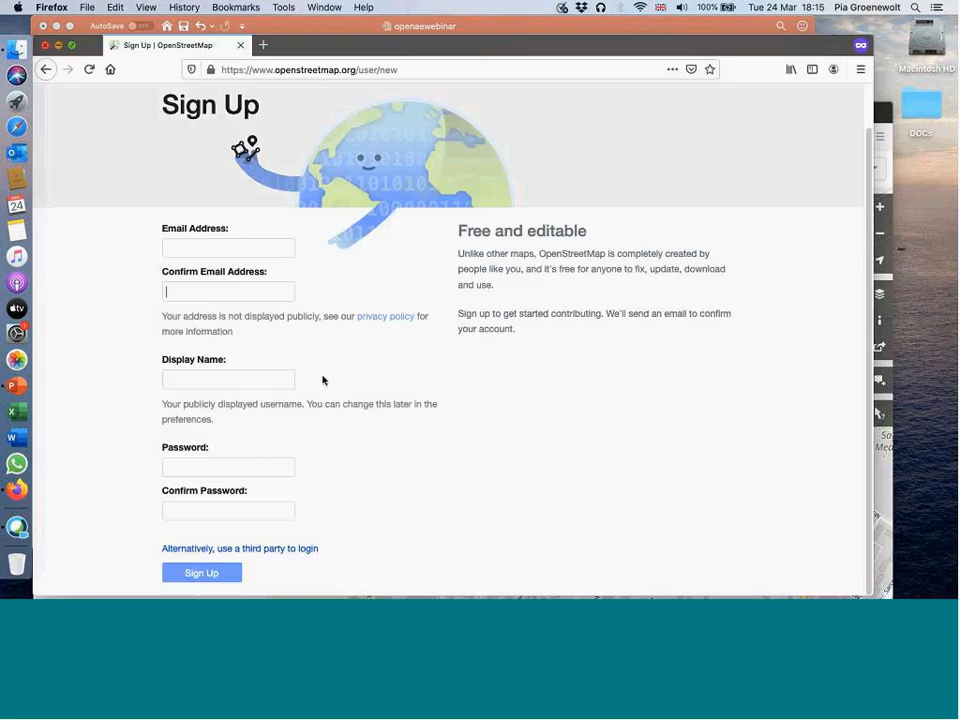 Firefox File Edit View History Bookmarks Tools Window Help 100% Tue 24 Mar 18:15 Pia Groenewolt
AutoSave OFF openaewebinar
Sign Up | OpenStreetMap
https://www.openstreetmap.org/user/new
Macintosh HD
DOCs
Sign Up
Email Address:
Confirm Email Address:
Your address is not displayed publicly, see our privacy policy for
more information
Display Name:
Your publicly displayed username. You can change this later in the
preferences.
Password:
Confirm Password:
Alternatively, use a third party to login
Sign Up
Free and editable
Unlike other maps, OpenStreetMap is completely created by
people like you, and it's free for anyone to fix, update, download
and use.
Sign up to get started contributing. We'll send an email to confirm
your account.
24
tv